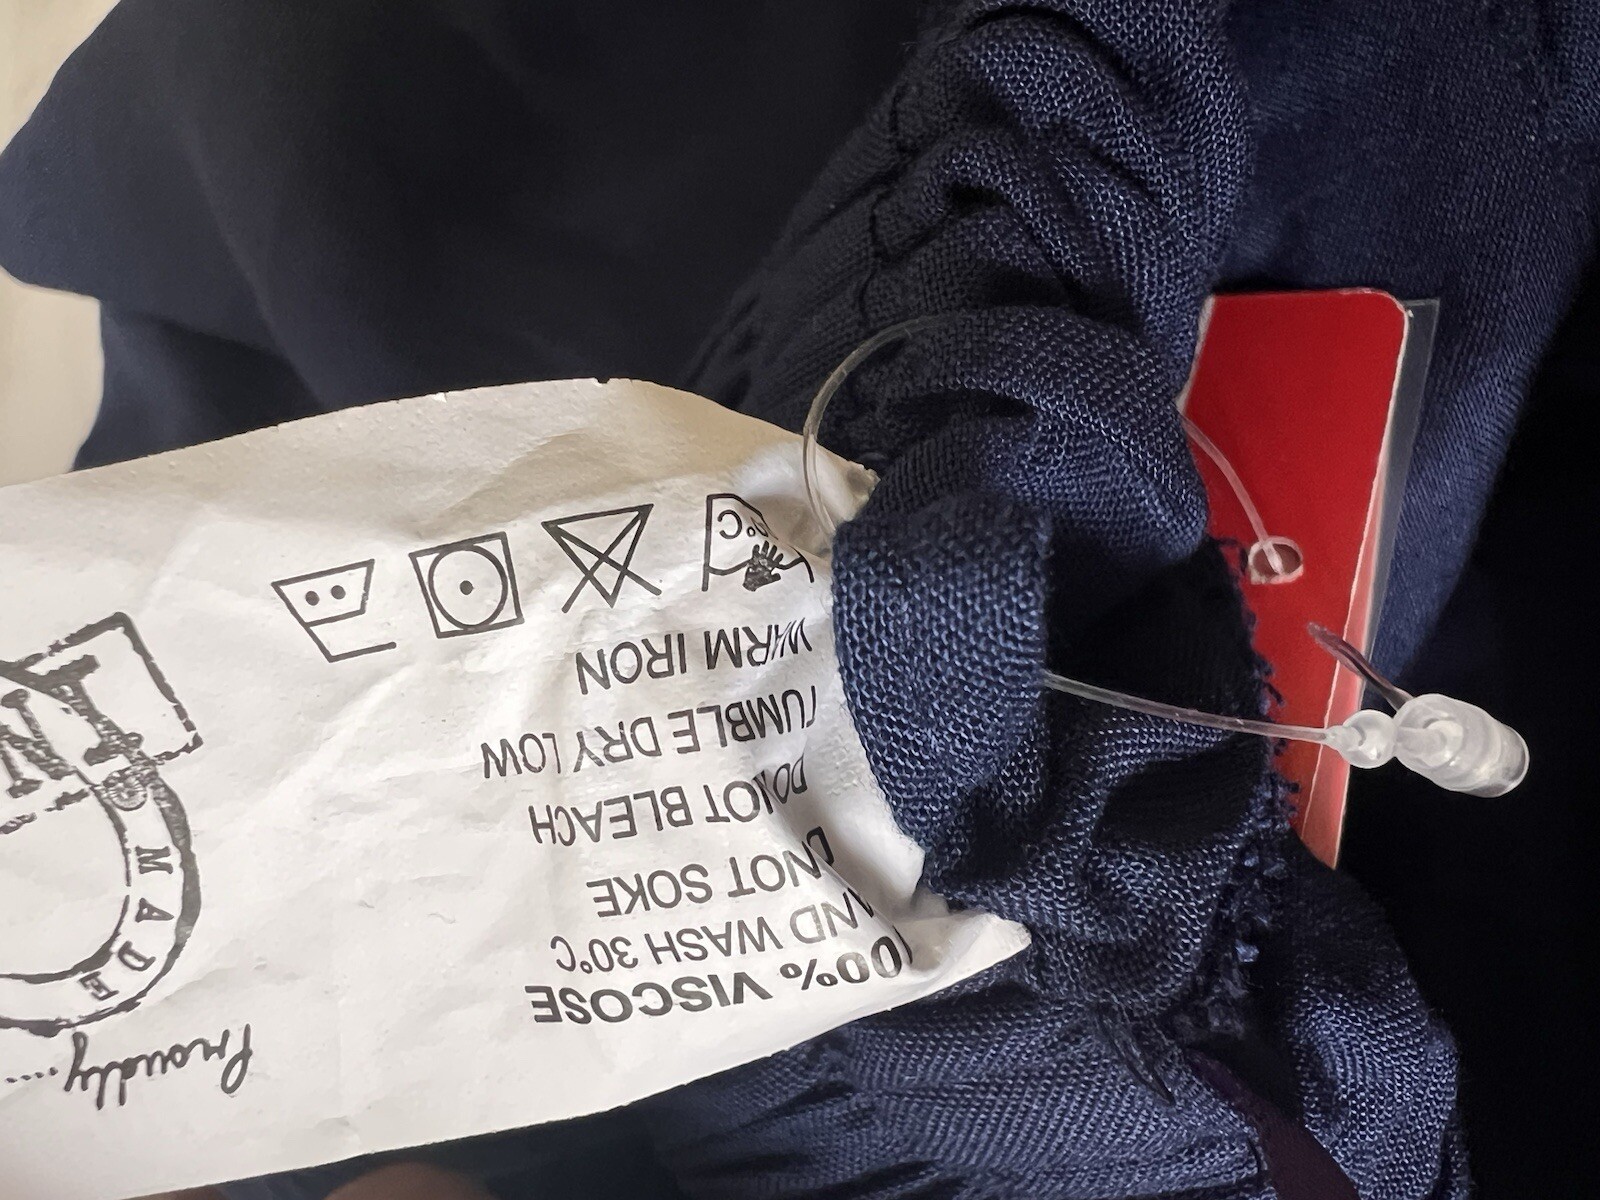 Proudly....
MADE
00% VISCOSE
AND WASH 30°C
NOT SOKE
DO NOT BLEACH
TUMBLE DRY LOW
WARM IRON
°C